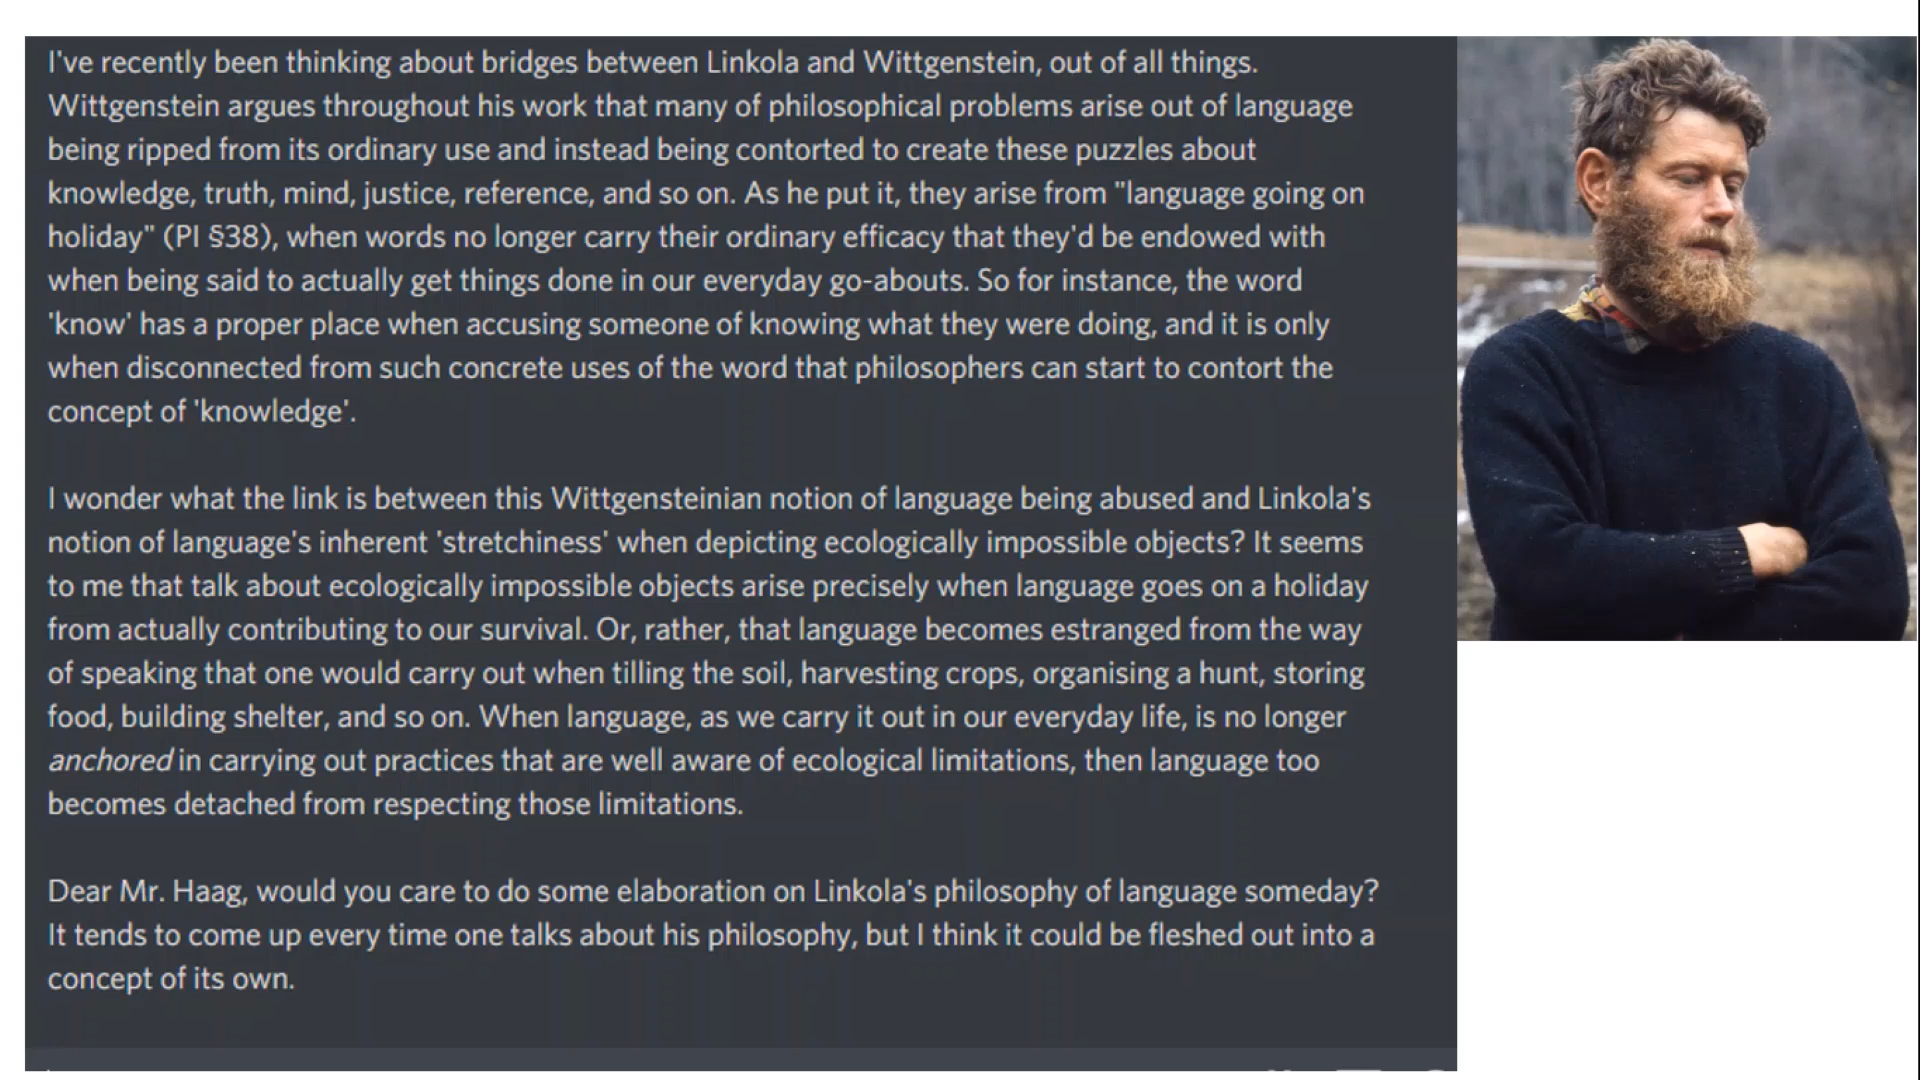 I've recently been thinking about bridges between Linkola and Wittgenstein, out of all things.
Wittgenstein argues throughout his work that many of philosophical problems arise out of language
being ripped from its ordinary use and instead being contorted to create these puzzles about
knowledge, truth, mind, justice, reference, and so on. As he put it, they arise from "language going on
holiday" (PI §38), when words no longer carry their ordinary efficacy that they'd be endowed with
when being said to actually get things done in our everyday go-abouts. So for instance, the word
'know' has a proper place when accusing someone of knowing what they were doing, and it is only
when disconnected from such concrete uses of the word that philosophers can start to contort the
concept of 'knowledge'.
I wonder what the link is between this Wittgensteinian notion of language being abused and Linkola's
notion of language's inherent 'stretchiness' when depicting ecologically impossible objects? It seems
to me that talk about ecologically impossible objects arise precisely when language goes on a holiday
from actually contributing to our survival. Or, rather, that language becomes estranged from the way
of speaking that one would carry out when tilling the soil, harvesting crops, organising a hunt, storing
food, building shelter, and so on. When language, as we carry it out in our everyday life, is no longer
anchored in carrying out practices that are well aware of ecological limitations, then language too
becomes detached from respecting those limitations.
Dear Mr. Haag, would you care to do some elaboration on Linkola's philosophy of language someday?
It tends to come up every time one talks about his philosophy, but I think it could be fleshed out into a
concept of its own.